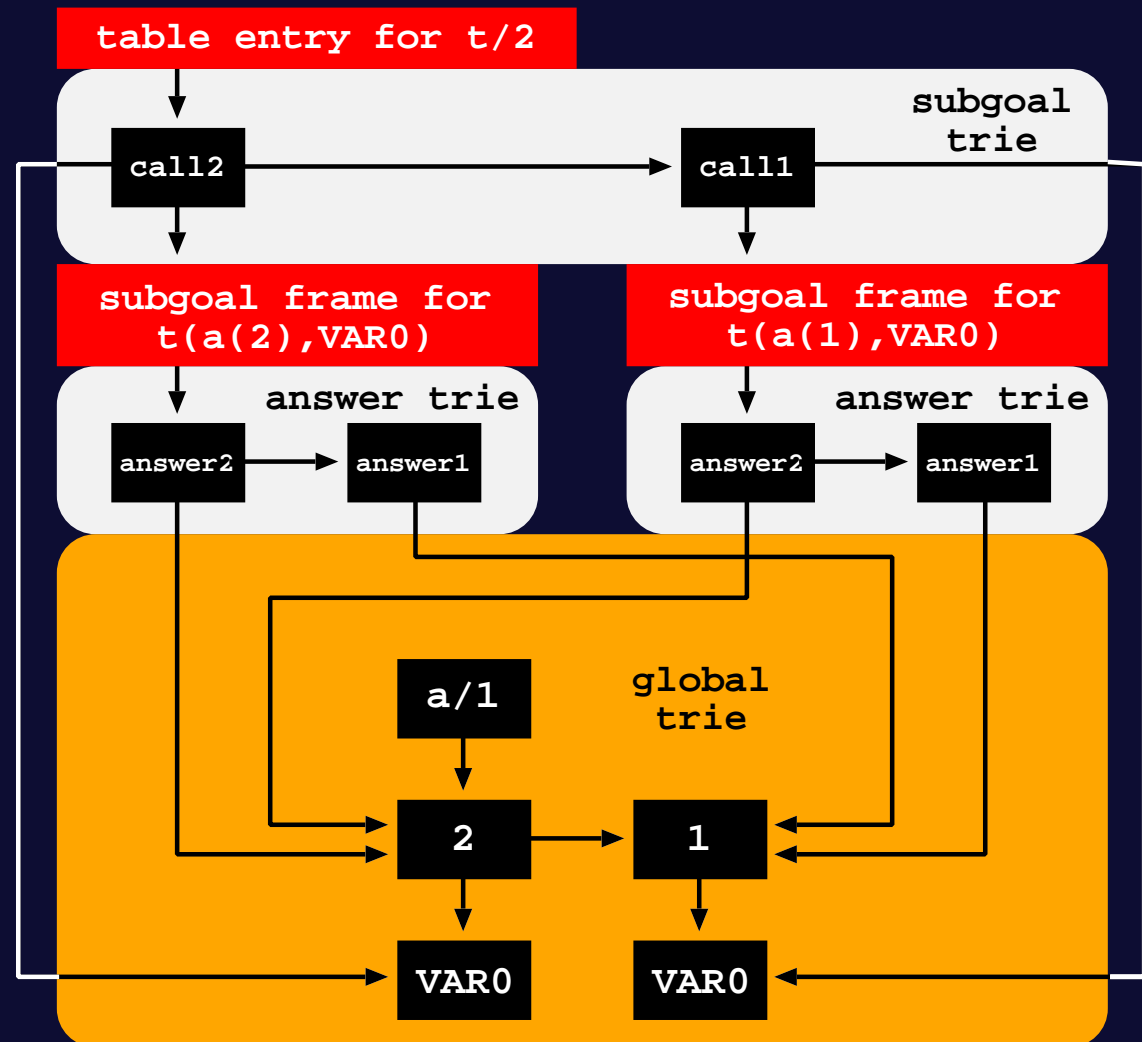 table entry for t/2
subgoal
trie
call2
call1
subgoal frame for
t(a(2),VAR0)
subgoal frame for
t(a(1),VAR0)
answer trie
answer trie
answer2
answer1
answer2
answer1
global
trie
a/1
2
1
VAR0
VAR0